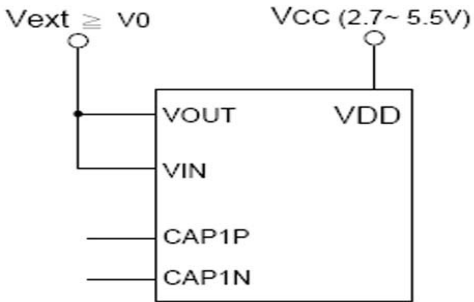 Vext ≧ V0
VCC (2.7~ 5.5V)
VOUT
VDD
VIN
CAP1P
CAP1N